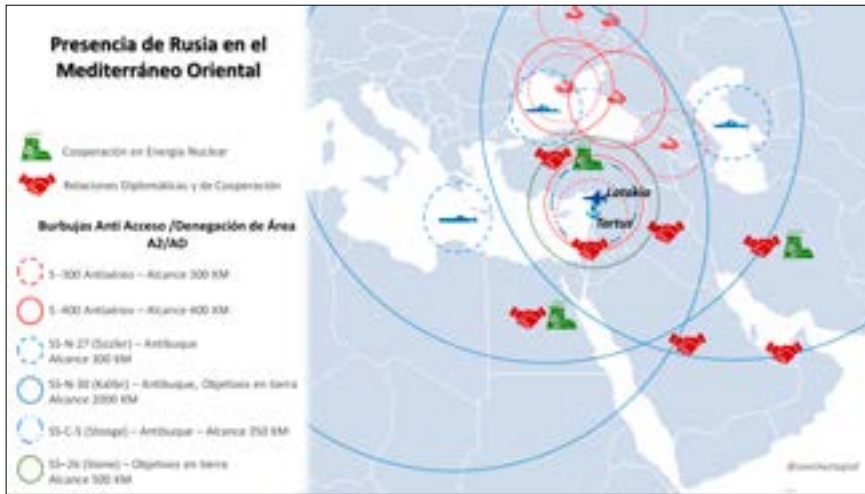 Presencia de Rusia en el
Mediterráneo Oriental
Cooperación en Energía Nuclear
Relaciones Diplomáticas y de Cooperación
Burbujas Anti Acceso /Denegación de Área
A2/AD
S-300 Antiaéreo – Alcance 300 KM
S-400 Antiaéreo – Alcance 400 KM
SS-N-27 (Sizzler) – Antibuque
Alcance 300 KM
SS-N-30 (Kalibr) – Antibuque, Objetivos en tierra
Alcance 2000 KM
SS-C-5 (Stooge) – Antibuque – Alcance 350 KM
SS-26 (Stone) – Objetivos en tierra
Alcance 500 KM
Latakia
Tartus